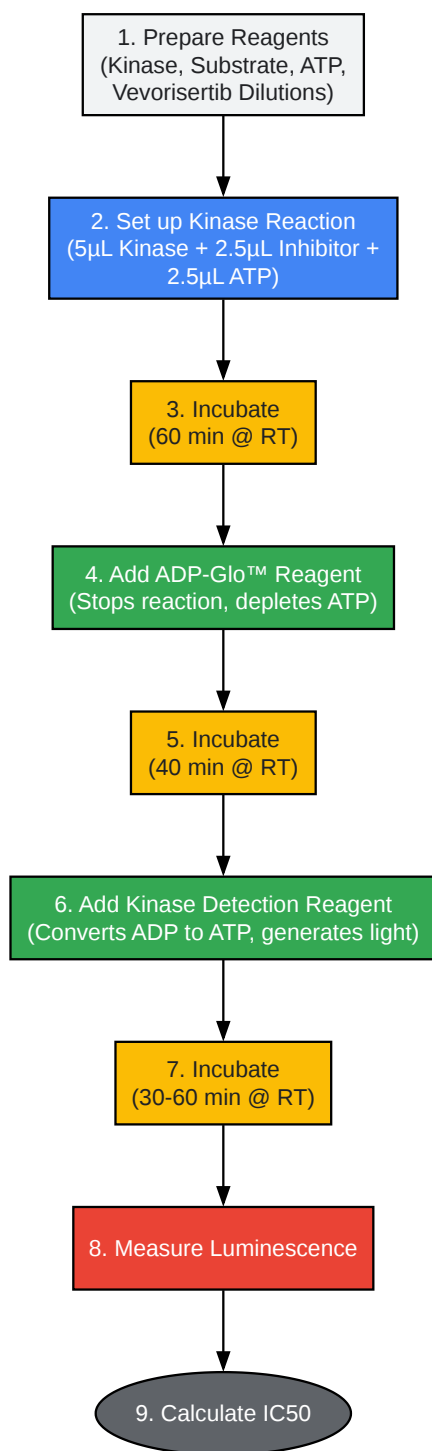 1. Prepare Reagents
(Kinase, Substrate, ATP,
Vevorisertib Dilutions)
2. Set up Kinase Reaction
(5µL Kinase + 2.5µL Inhibitor +
2.5µL ATP)
3. Incubate
(60 min @ RT)
4. Add ADP-Glo™ Reagent
(Stops reaction, depletes ATP)
5. Incubate
(40 min @ RT)
6. Add Kinase Detection Reagent
(Converts ADP to ATP, generates light)
7. Incubate
(30-60 min @ RT)
8. Measure Luminescence
9. Calculate IC50